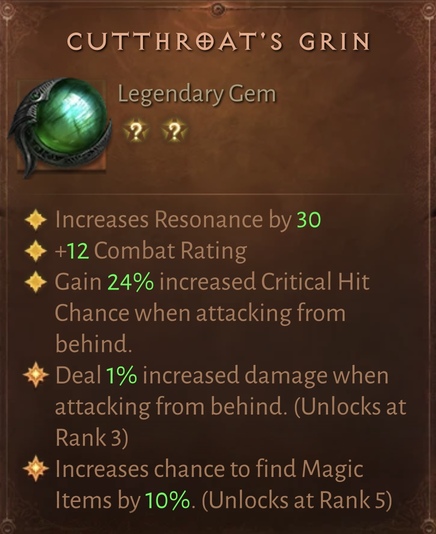 CUTTHROAT'S GRIN
Legendary Gem
? ?
Increases Resonance by 30
+12 Combat Rating
Gain 24% increased Critical Hit
Chance when attacking from
behind.
Deal 1% increased damage when
attacking from behind. (Unlocks at
Rank 3)
Increases chance to find Magic
Items by 10%. (Unlocks at Rank 5)